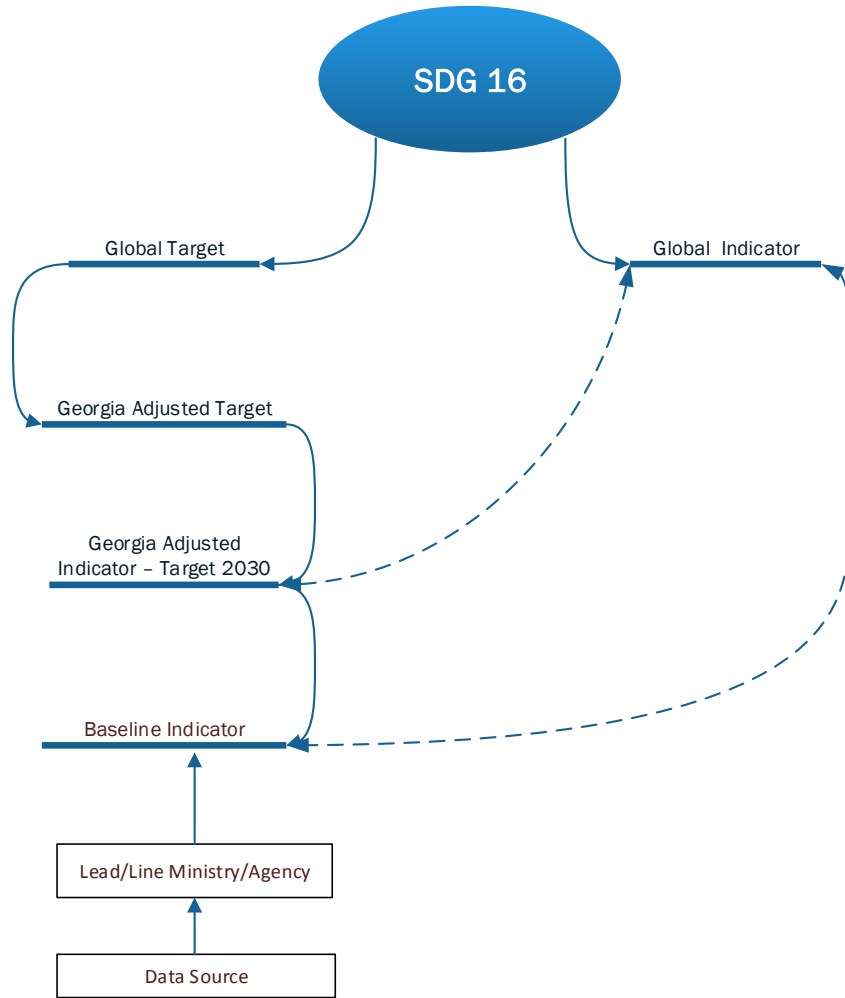 SDG 16
Global Target
Global Indicator
Georgia Adjusted Target
Georgia Adjusted
Indicator – Target 2030
Baseline Indicator
Lead/Line Ministry/Agency
Data Source